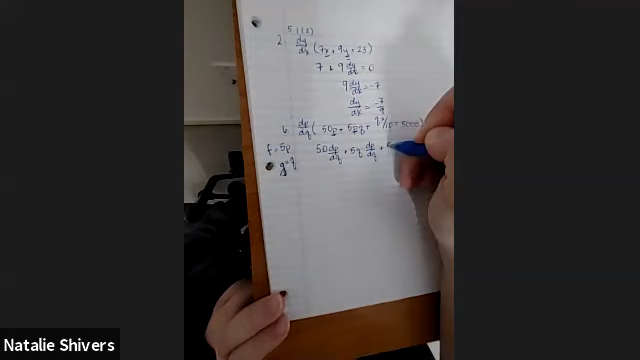 5.1 (2)
2. dy/dx (7x + 9y = 23)
7 + 9 dy/dx = 0
9 dy/dx = -7
dy/dx = -7/9
6. dp/dq (50p + 5pq + q²/10 = 5000)
f = 5p
50 dp/dq + 5q dp/dq +
g = q
Natalie Shivers